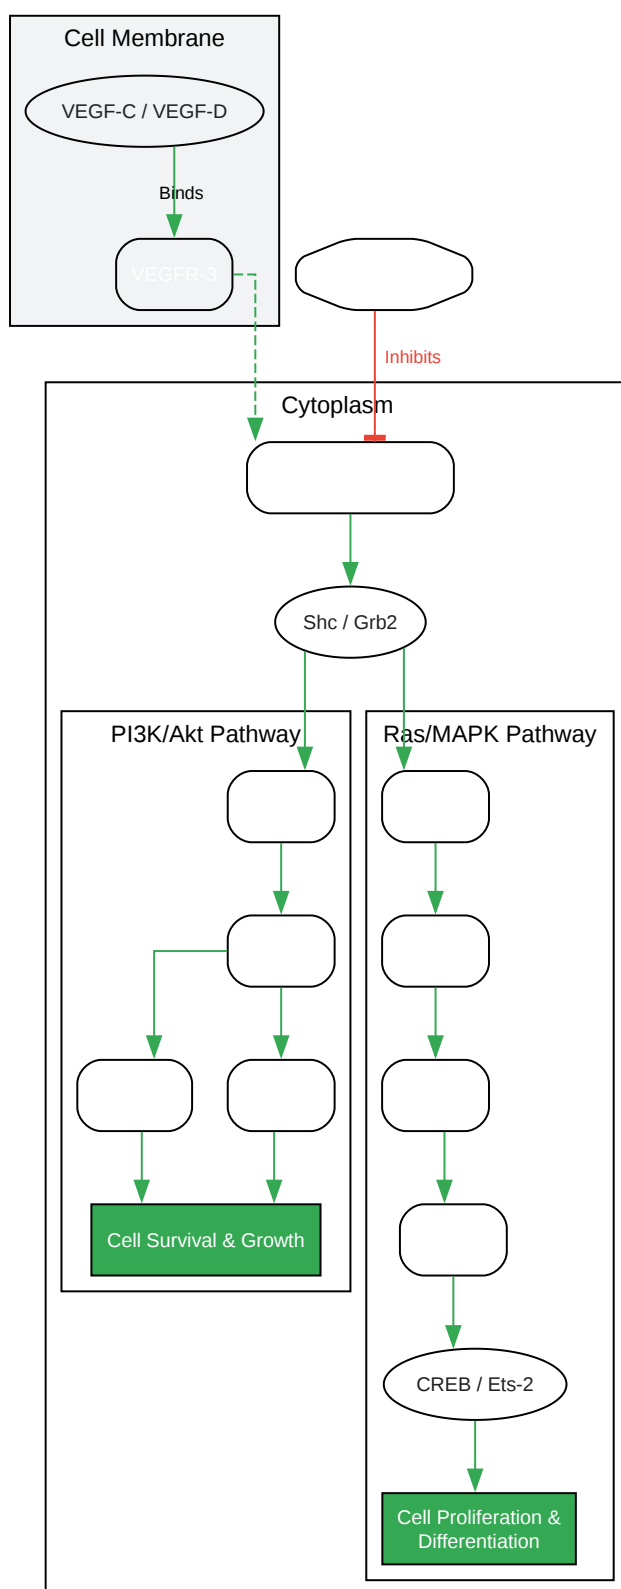 Cell Membrane
VEGF-C / VEGF-D
Binds
VEGFR-3
Inhibits
Cytoplasm
Shc / Grb2
PI3K/Akt Pathway
Ras/MAPK Pathway
Cell Survival & Growth
CREB / Ets-2
Cell Proliferation &
Differentiation